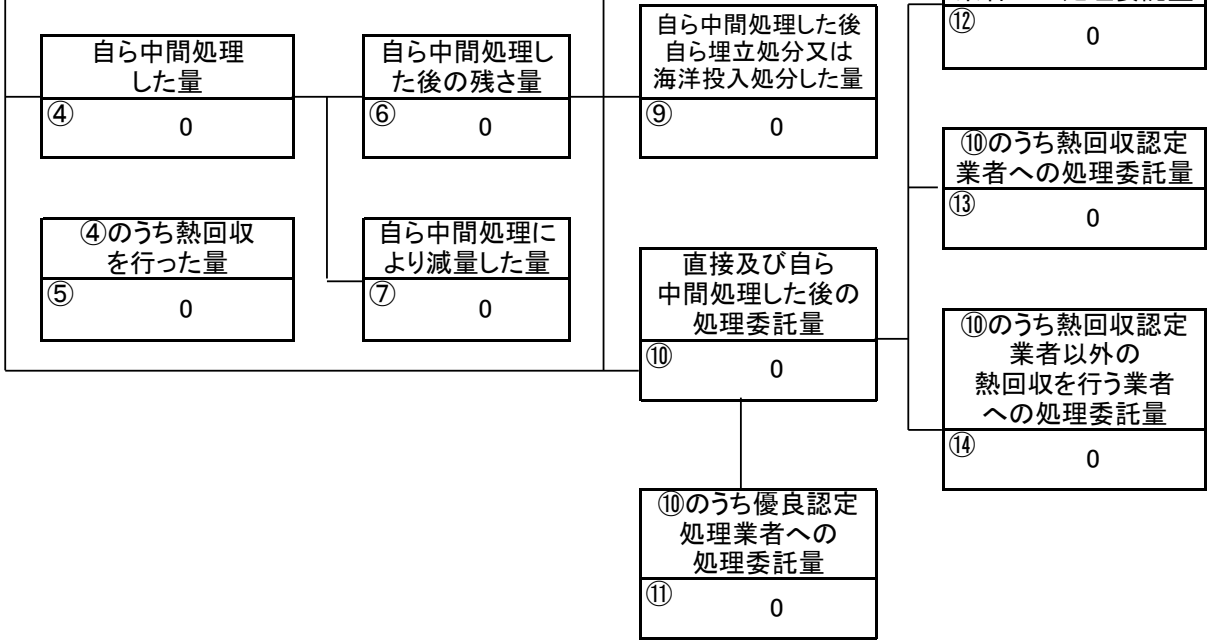 ⑫
0
自ら中間処理
した量
④
0
自ら中間処理し
た後の残さ量
⑥
0
自ら中間処理した後
自ら埋立処分又は
海洋投入処分した量
⑨
0
⑩のうち熱回収認定
業者への処理委託量
⑬
0
④のうち熱回収
を行った量
⑤
0
自ら中間処理に
より減量した量
⑦
0
直接及び自ら
中間処理した後の
処理委託量
⑩
0
⑩のうち熱回収認定
業者以外の
熱回収を行う業者
への処理委託量
⑭
0
⑩のうち優良認定
処理業者への
処理委託量
⑪
0